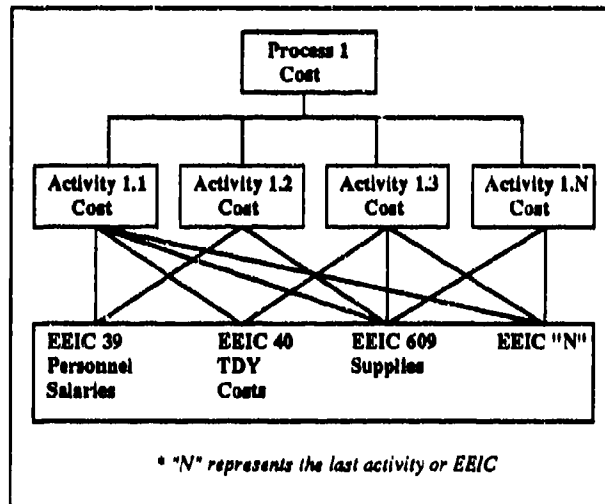 Process 1
Cost
Activity 1.1
Cost
Activity 1.2
Cost
Activity 1.3
Cost
Activity 1.N
Cost
EEIC 39
Personnel
Salaries
EEIC 40
TDY
Costs
EEIC 609
Supplies
EEIC "N"
* "N" represents the last activity or EEIC